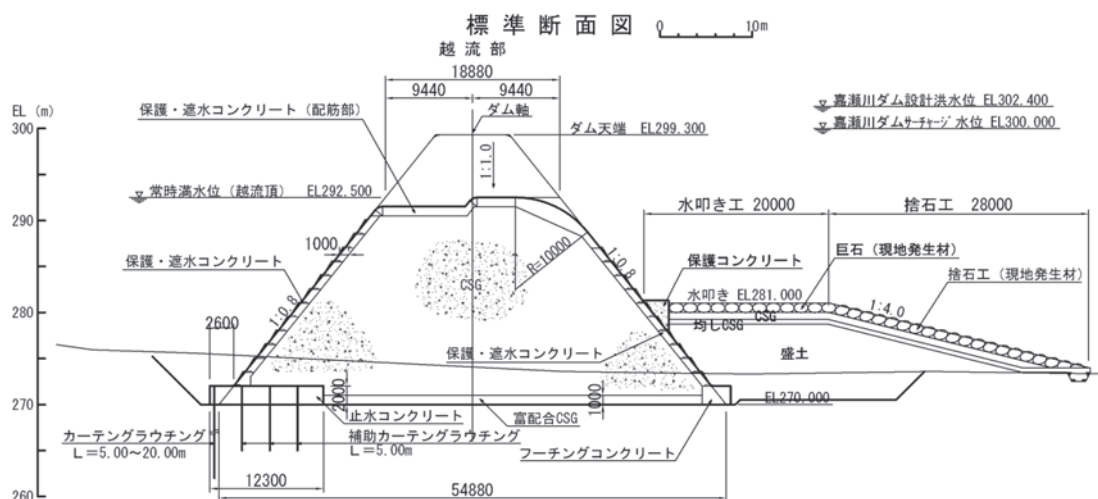 標準断面図
0 10m
越流部
18880
9440 9440
EL (m)
保護・遮水コンクリート (配筋部)
ダム軸
嘉瀬川ダム設計洪水位 EL302.400
嘉瀬川ダムサーチャージ水位 EL300.000
300
ダム天端 EL299.300
1:1.0
常時満水位 (越流頂) EL292.500
290
水叩き工 20000
捨石工 28000
1000
保護・遮水コンクリート
R=10000
1:0.8
保護コンクリート
巨石 (現地発生材)
捨石工 (現地発生材)
CSG
水叩き EL281.000
1:4.0
280
1:0.8
CSG
均しCSG
2600
保護・遮水コンクリート
盛土
2000
1000
270
EL270.000
止水コンクリート
富配合CSG
カーテングラウチング
L=5.00~20.00m
補助カーテングラウチング
L=5.00m
フーチングコンクリート
12300
54880
260